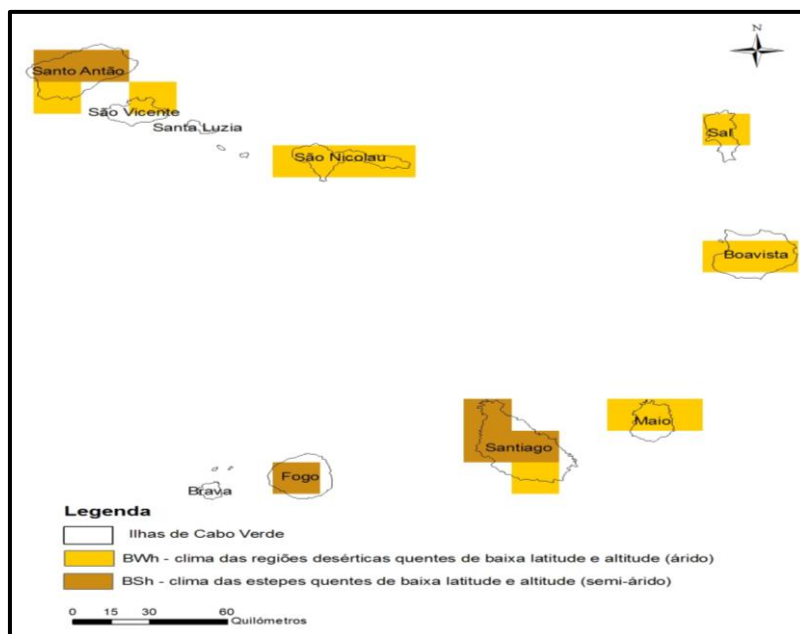 N
Santo Antão
São Vicente
Santa Luzia
São Nicolau
Sal
Boavista
Maio
Santiago
Fogo
Brava
Legenda
Ilhas de Cabo Verde
BWh - clima das regiões desérticas quentes de baixa latitude e altitude (árido)
BSh - clima das estepes quentes de baixa latitude e altitude (semi-árido)
0 15 30 60
Quilómetros